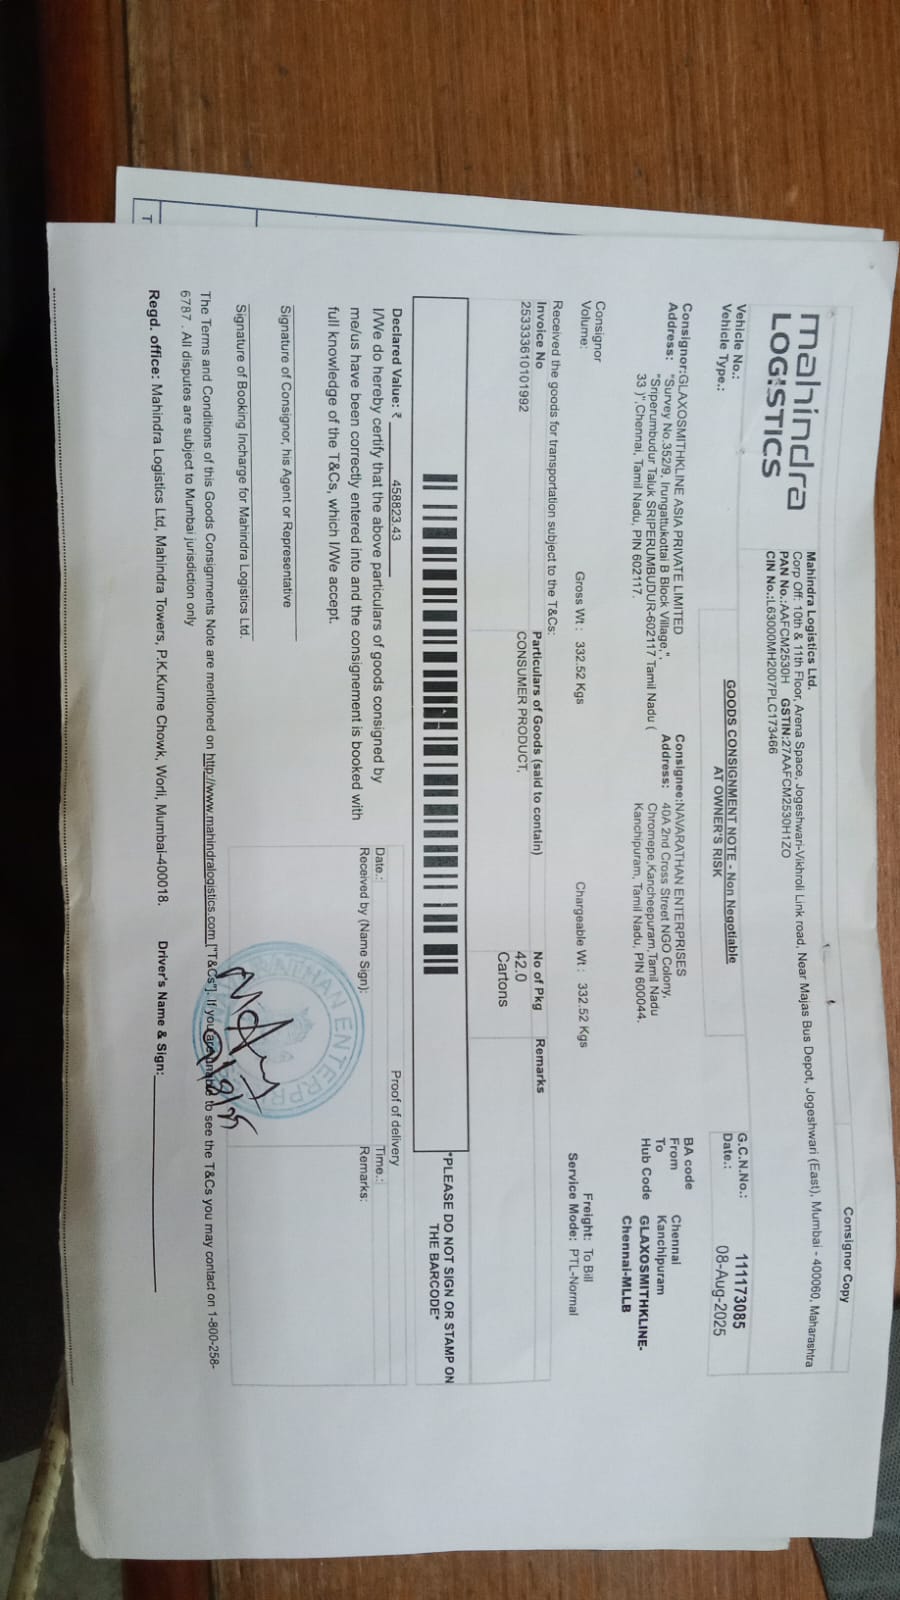 Consignor Copy
mahindra
LOGISTICS
Mahindra Logistics Ltd.
Corp Off: 10th & 11th Floor, Arena Space, Jogeshwari-Vikhroli Link road, Near Majas Bus Depot, Jogeshwari (East), Mumbai - 400060, Maharashtra
PAN No.:AAFCM2530H GSTIN:27AAFCM2530H1ZO
CIN No.:L63000MH2007PLC173466
Vehicle No.:
Vehicle Type.:
GOODS CONSIGNMENT NOTE - Non Negotiable
AT OWNER'S RISK
G.C.N.No.: 111173085
Date.: 08-Aug-2025
Consignor:GLAXOSMITHKLINE ASIA PRIVATE LIMITED
Address: "Survey No.352/9, Irungattukottai B Block Village,",
"Sriperumbudur Taluk SRIPERUMBUDUR-602117 Tamil Nadu (
33 )",Chennai, Tamil Nadu, PIN 602117.
Consignee:NAVARATHAN ENTERPRISES
Address: 40A 2nd Cross Street NGO Colony,
Chromepe,Kancheepuram,Tamil Nadu
Kanchipuram, Tamil Nadu, PIN 600044.
BA code
From Chennai
To Kanchipuram
Hub Code GLAXOSMITHKLINE-
Chennai-MLLB
Consignor
Volume:
Gross Wt : 332.52 Kgs
Chargeable Wt : 332.52 Kgs
Freight: To Bill
Service Mode: PTL-Normal
Received the goods for transportation subject to the T&Cs:
Invoice No Particulars of Goods (said to contain) No of Pkg Remarks
25333361010199​2 CONSUMER PRODUCT, 42.0
Cartons
*PLEASE DO NOT SIGN OR STAMP ON
THE BARCODE*
Declared Value: ₹ 458823.43
I/We do hereby certify that the above particulars of goods consigned by
me/us have been correctly entered into and the consignement is booked with
full knowledge of the T&Cs, which I/We accept.
Proof of delivery
Date.: Time.:
Received by (Name Sign): Remarks:
Signature of Consignor, his Agent or Representative
Signature of Booking Incharge for Mahindra Logistics Ltd.
The Terms and Conditions of this Goods Consignments Note are mentioned on http://www.mahindralogistics.com ["T&Cs"]. If you are unable to see the T&Cs you may contact on 1-800-258-
6787 . All disputes are subject to Mumbai jurisdiction only
Regd. office: Mahindra Logistics Ltd, Mahindra Towers, P.K.Kurne Chowk, Worli, Mumbai-400018. Driver's Name & Sign: